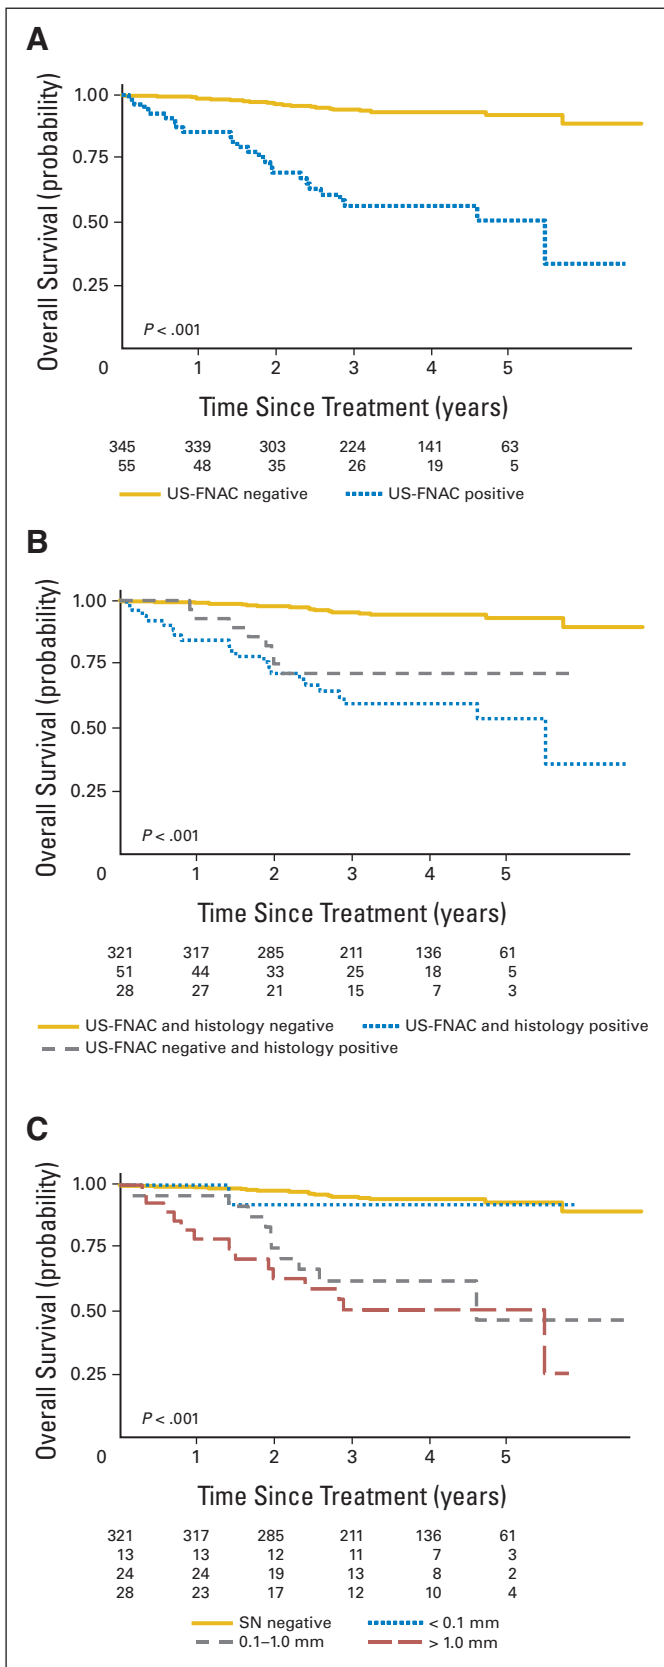 A
Overall Survival (probability)
1.00
0.75
0.50
0.25
P < .001
0 1 2 3 4 5
Time Since Treatment (years)
345 339 303 224 141 63
55 48 35 26 19 5
US-FNAC negative US-FNAC positive
B
Overall Survival (probability)
1.00
0.75
0.50
0.25
P < .001
0 1 2 3 4 5
Time Since Treatment (years)
321 317 285 211 136 61
51 44 33 25 18 5
28 27 21 15 7 3
US-FNAC and histology negative US-FNAC and histology positive
US-FNAC negative and histology positive
C
Overall Survival (probability)
1.00
0.75
0.50
0.25
P < .001
0 1 2 3 4 5
Time Since Treatment (years)
321 317 285 211 136 61
13 13 12 11 7 3
24 24 19 13 8 2
28 23 17 12 10 4
SN negative < 0.1 mm
0.1–1.0 mm > 1.0 mm